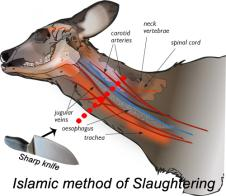 carotid
arteries
neck
vertebrae
spinal cord
jugular
veins
oesophagus
trachea
Sharp knife
Islamic method of Slaughtering